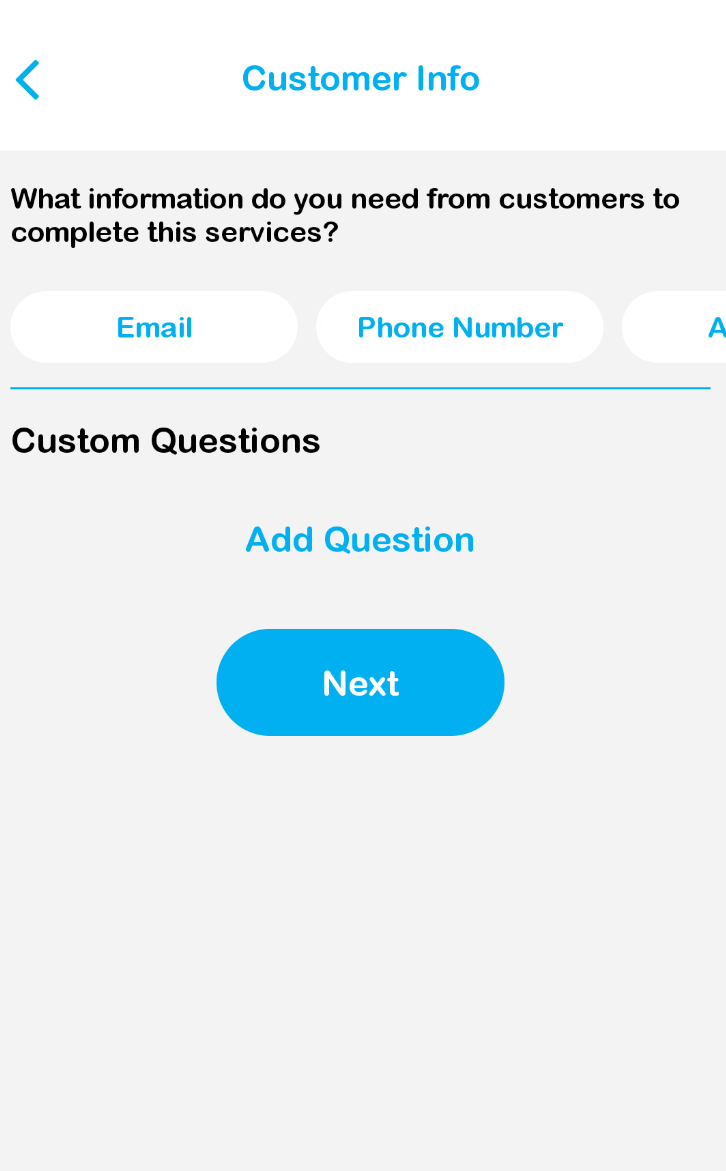 Customer Info
What information do you need from customers to
complete this services?
Email
Phone Number
Custom Questions
Add Question
Next